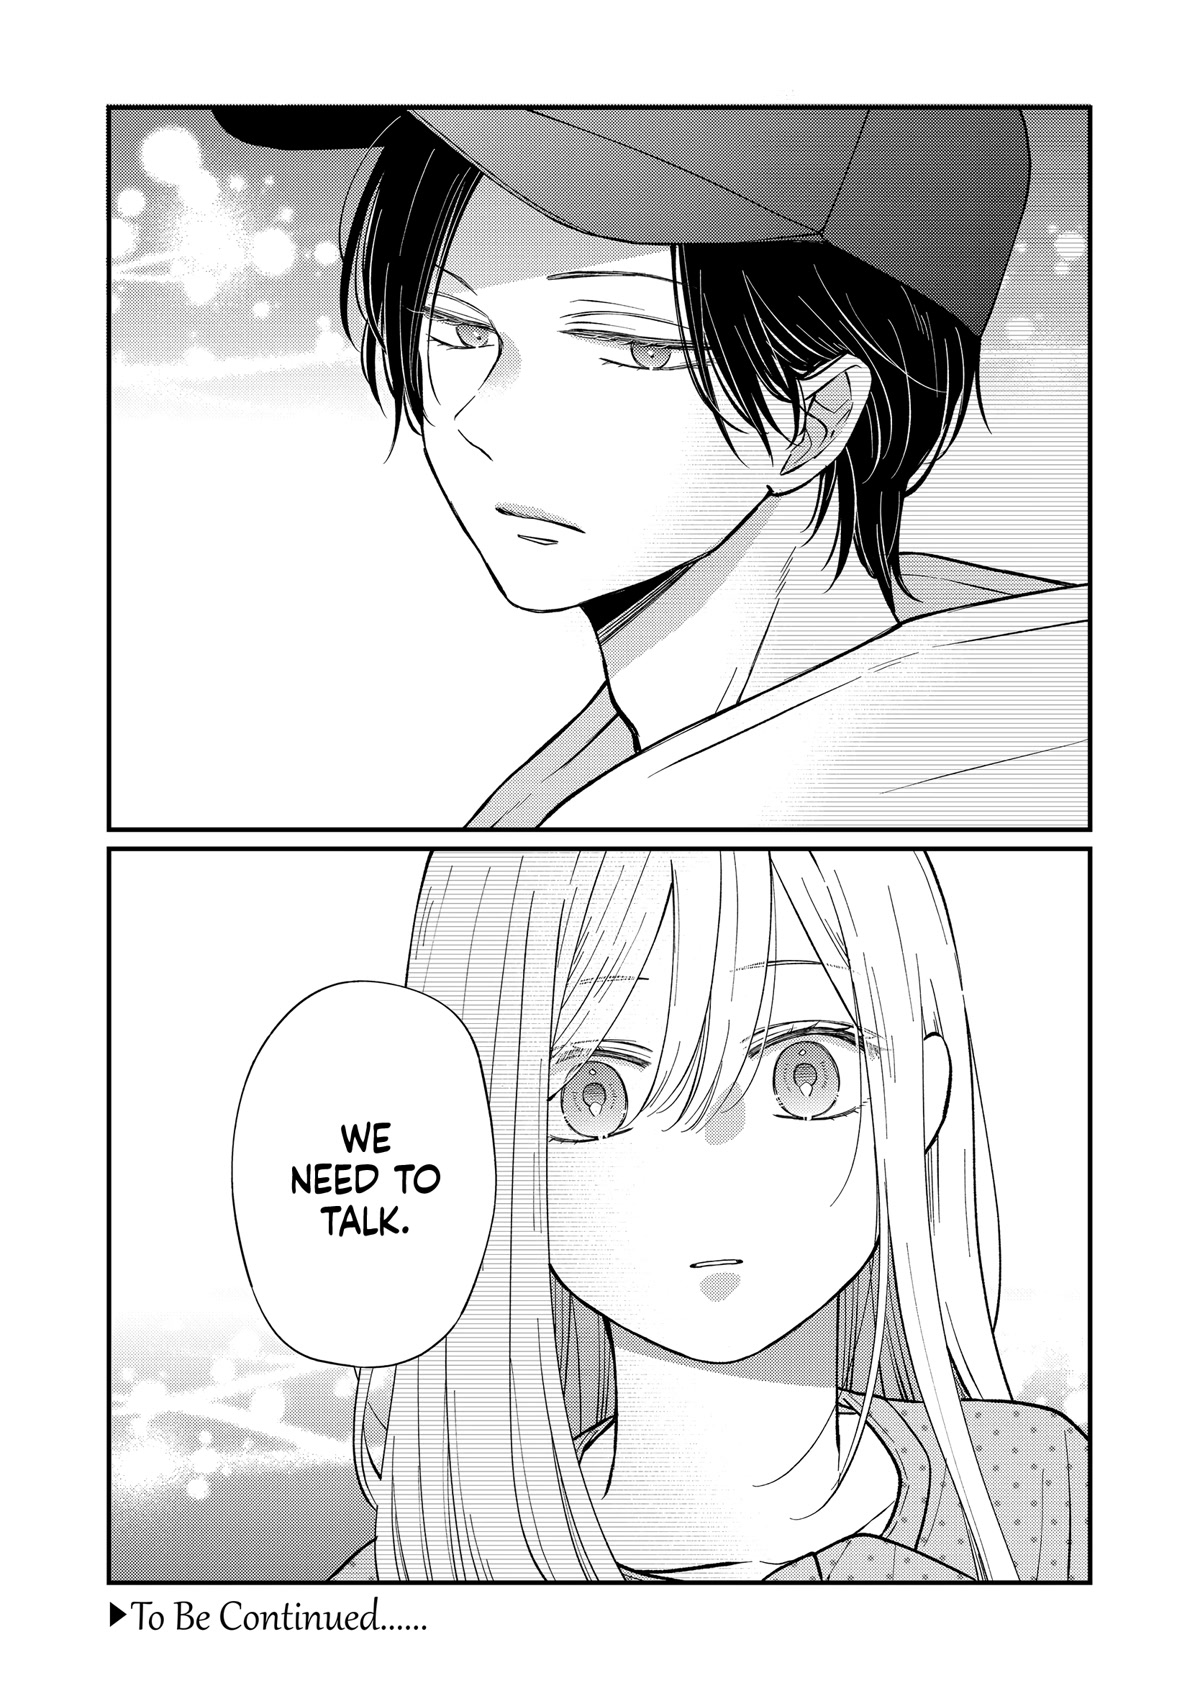 WE
NEED TO
TALK.
▶To Be Continued......